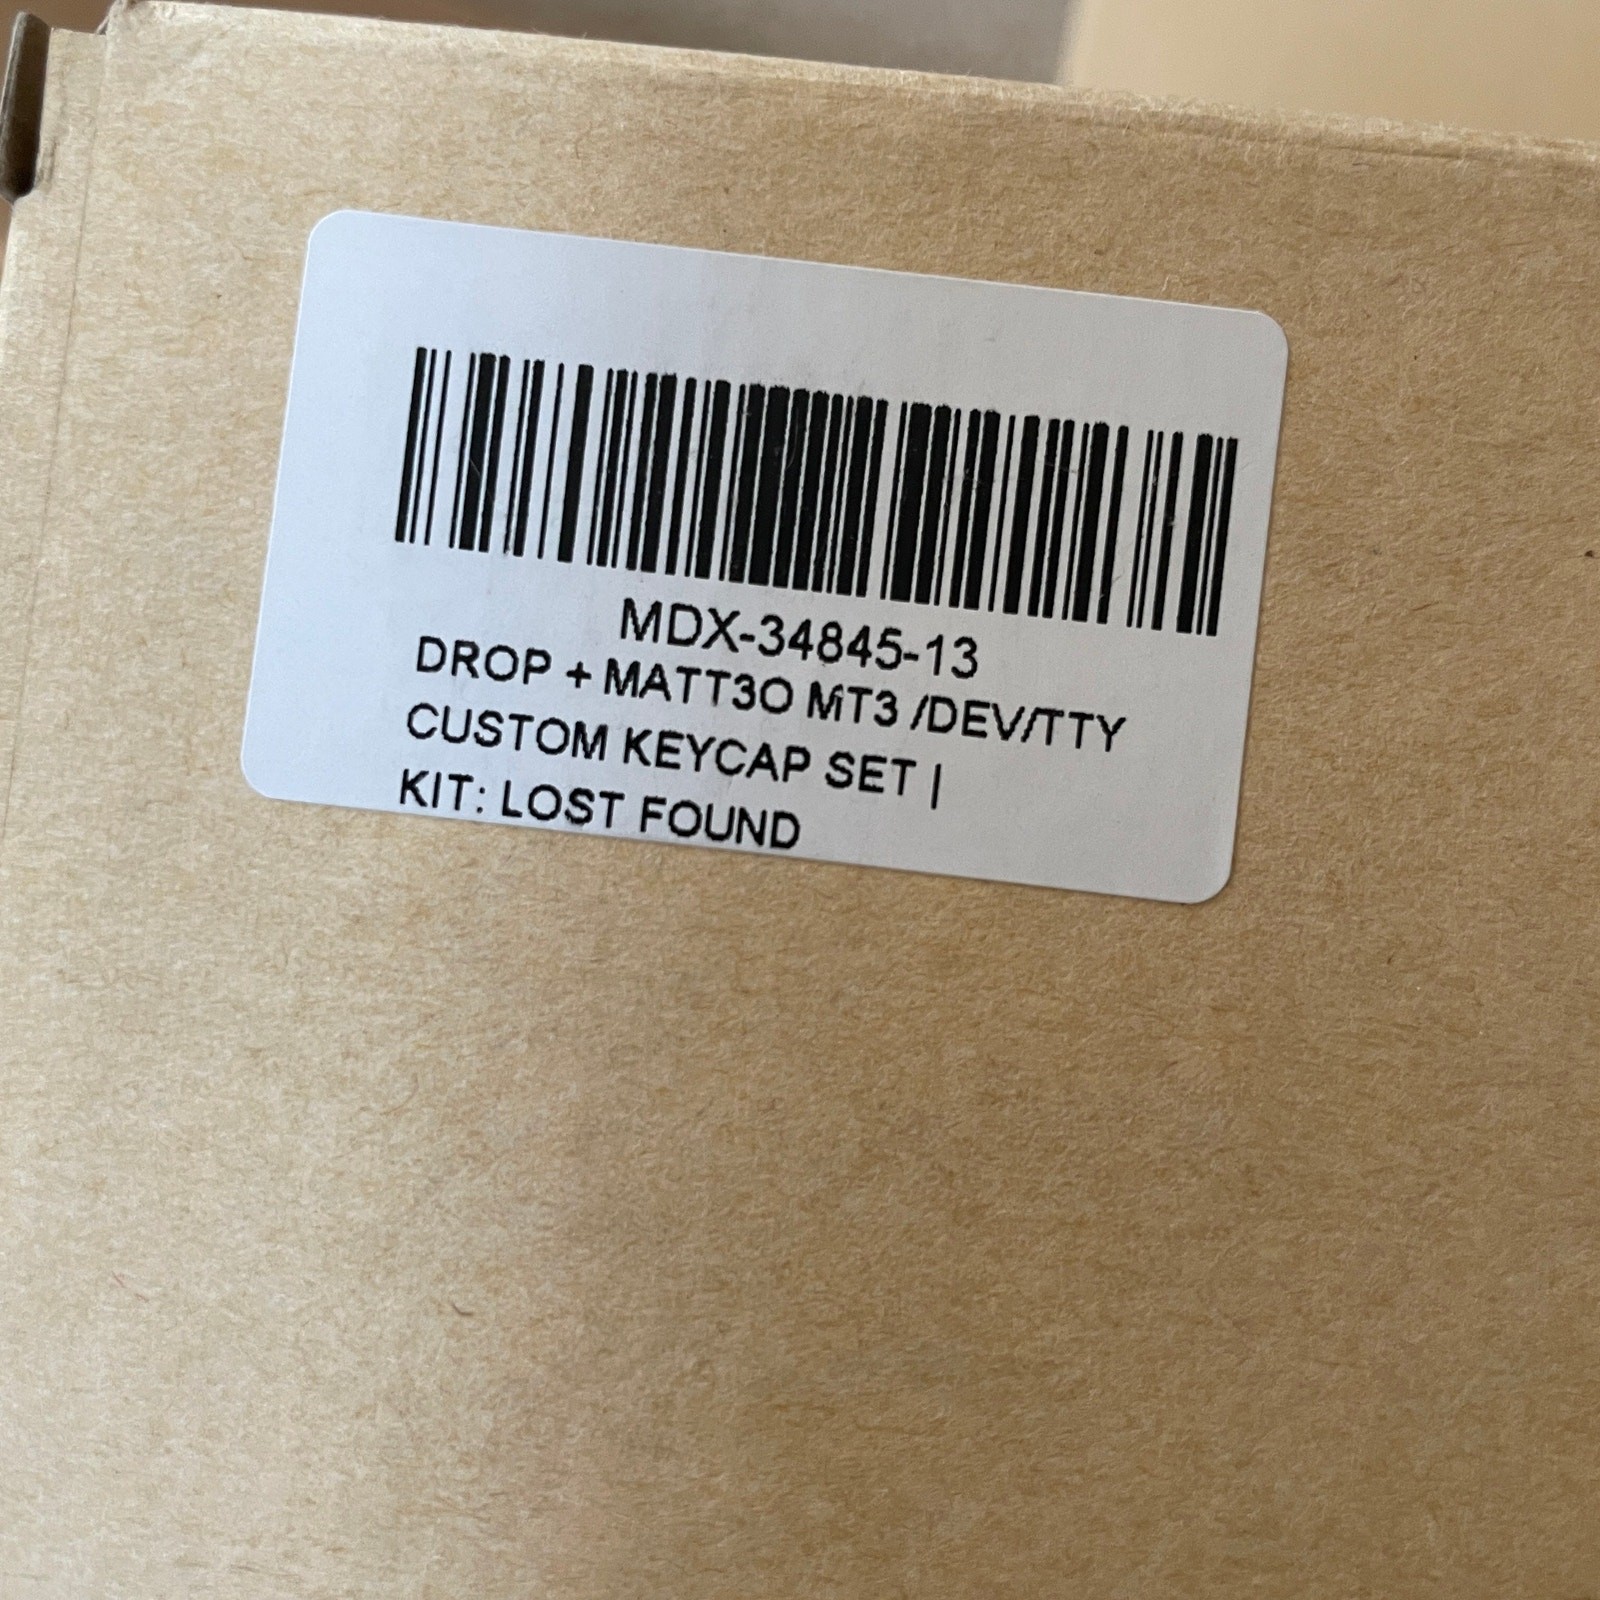 MDX-34845-13
DROP + MATT3O MT3 /DEV/TTY
CUSTOM KEYCAP SET |
KIT: LOST FOUND